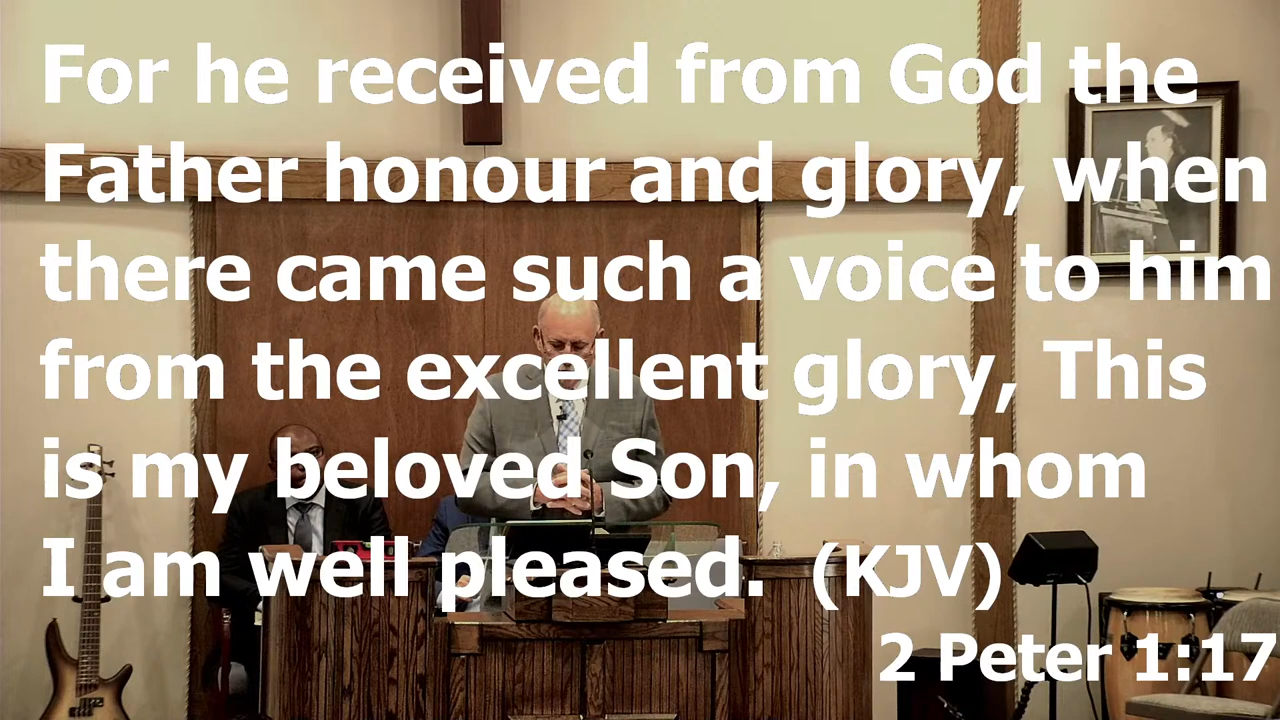 For he received from God the
Father honour and glory, when
there came such a voice to him
from the excellent glory, This
is my beloved Son, in whom
I am well pleased. (KJV)
2 Peter 1:17